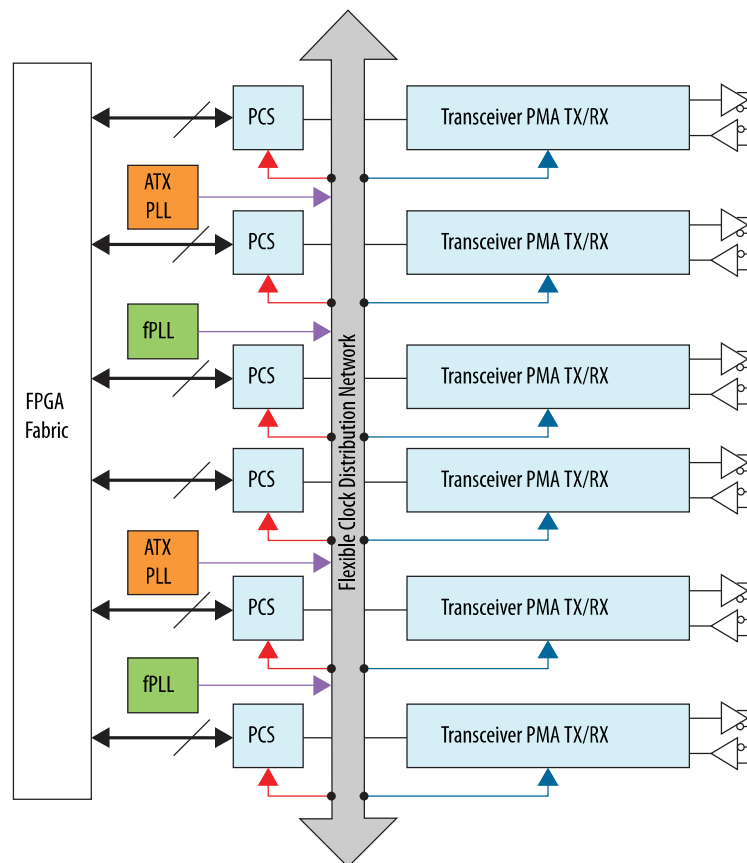 PCS
Transceiver PMA TX/RX
ATX
PLL
PCS
Transceiver PMA TX/RX
fPLL
PCS
Transceiver PMA TX/RX
FPGA
Fabric
Flexible Clock Distribution Network
PCS
Transceiver PMA TX/RX
ATX
PLL
PCS
Transceiver PMA TX/RX
fPLL
PCS
Transceiver PMA TX/RX